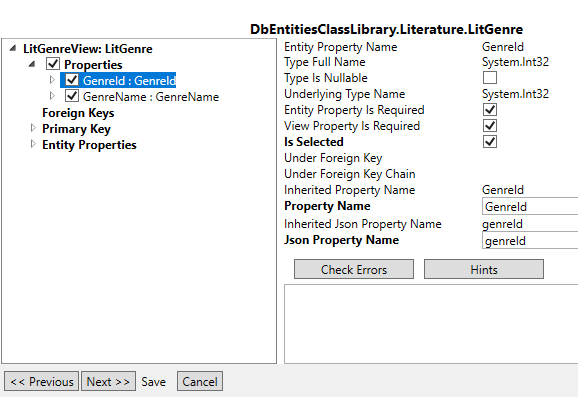 DbEntitiesClassLibrary.Literature.LitGenre
LitGenreView: LitGenre
Properties
GenreId : GenreId
GenreName : GenreName
Foreign Keys
Primary Key
Entity Properties
Entity Property Name GenreId
Type Full Name System.Int32
Type Is Nullable
Underlying Type Name System.Int32
Entity Property Is Required
View Property Is Required
Is Selected
Under Foreign Key
Under Foreign Key Chain
Inherited Property Name GenreId
Property Name GenreId
Inherited Json Property Name genreId
Json Property Name genreId
Check Errors Hints
<< Previous Next >> Save Cancel